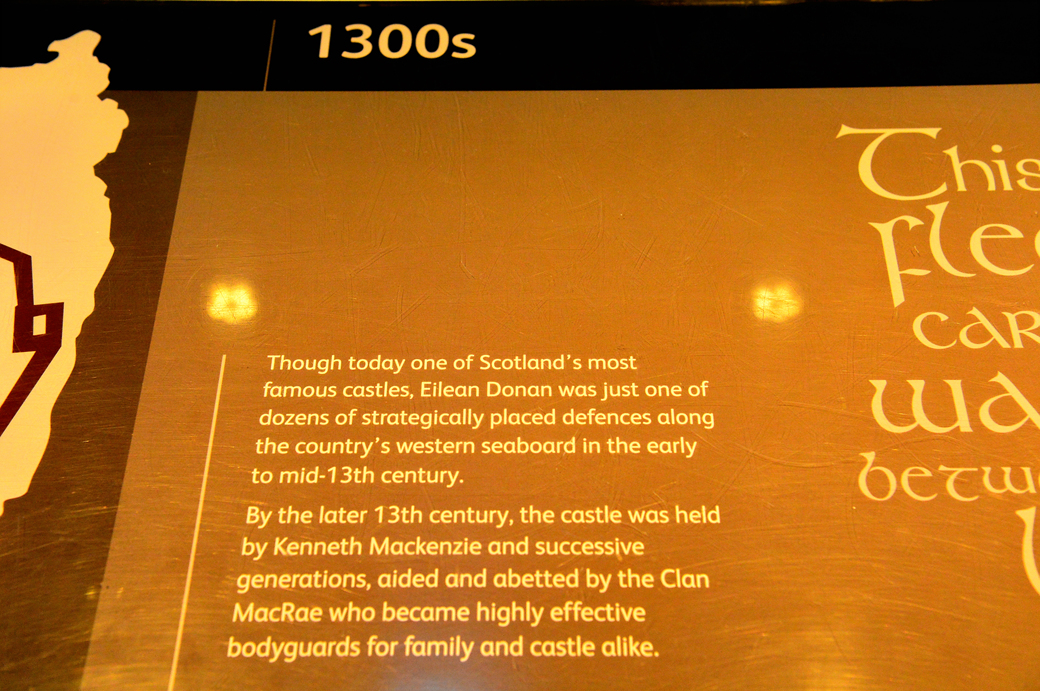 1300s
Though today one of Scotland's most
famous castles, Eilean Donan was just one of
dozens of strategically placed defences along
the country's western seaboard in the early
to mid-13th century.
By the later 13th century, the castle was held
by Kenneth Mackenzie and successive
generations, aided and abetted by the Clan
MacRae who became highly effective
bodyguards for family and castle alike.
This